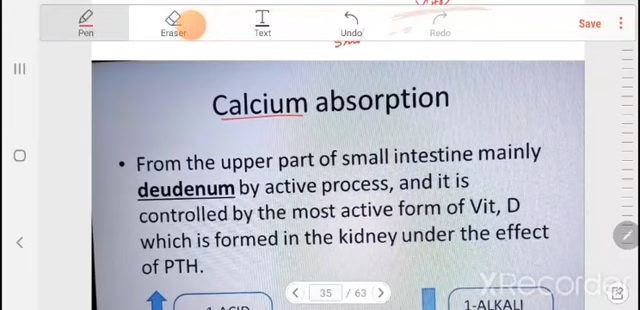 Pen
Eraser
Text
Undo
Redo
Save
Calcium absorption
• From the upper part of small intestine mainly
deudenum by active process, and it is
controlled by the most active form of Vit, D
which is formed in the kidney under the effect
of PTH.
35 / 63
1-ALKALI
XRecorder